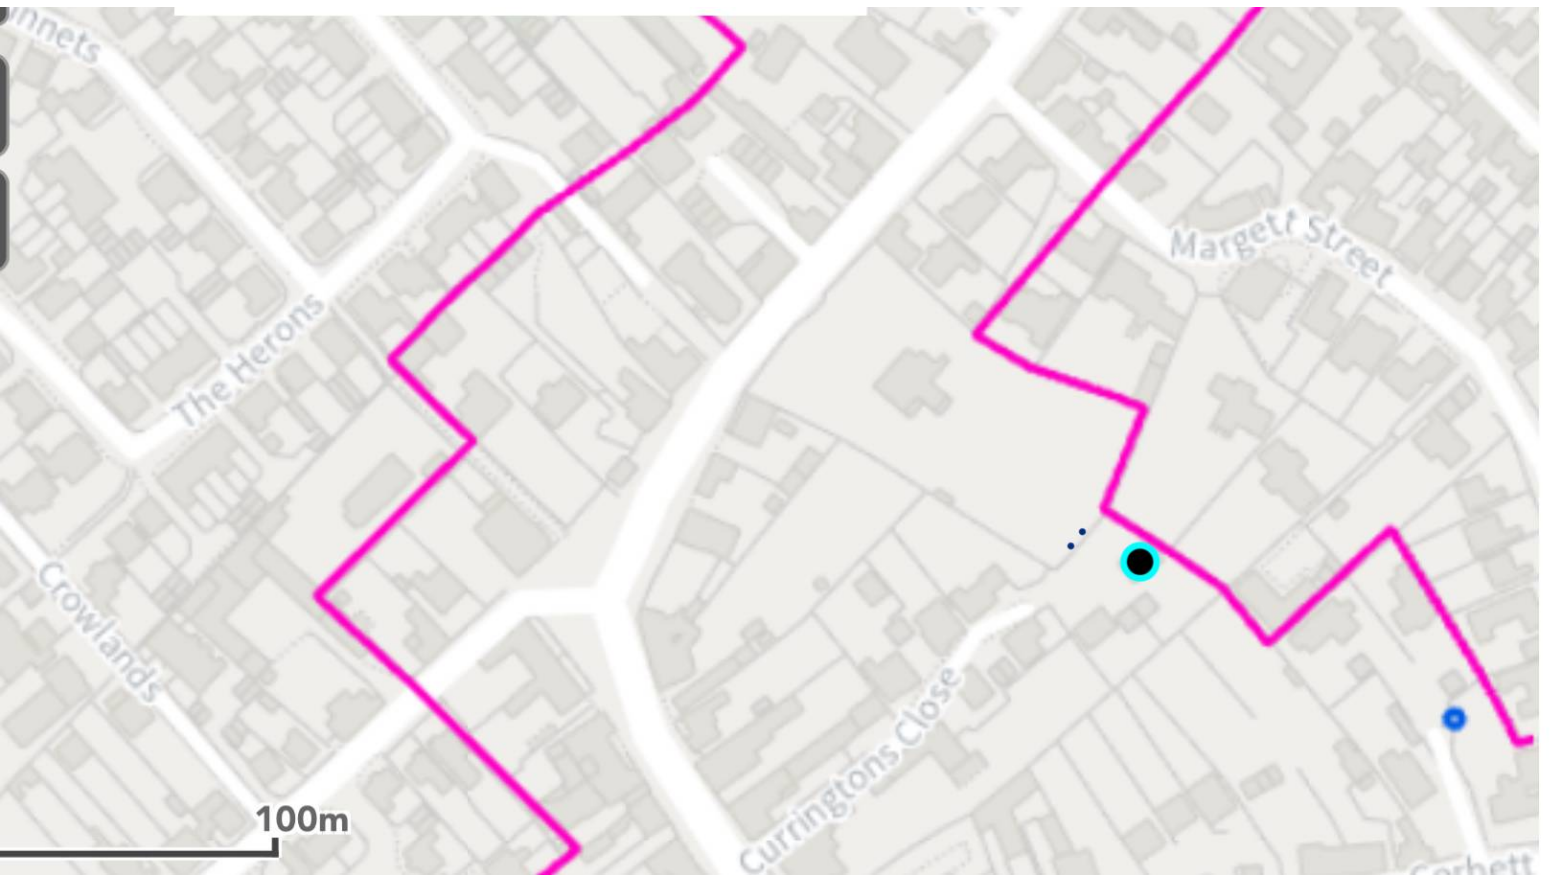 Margett Street
The Herons
Crowlands
Curringtons Close
100m